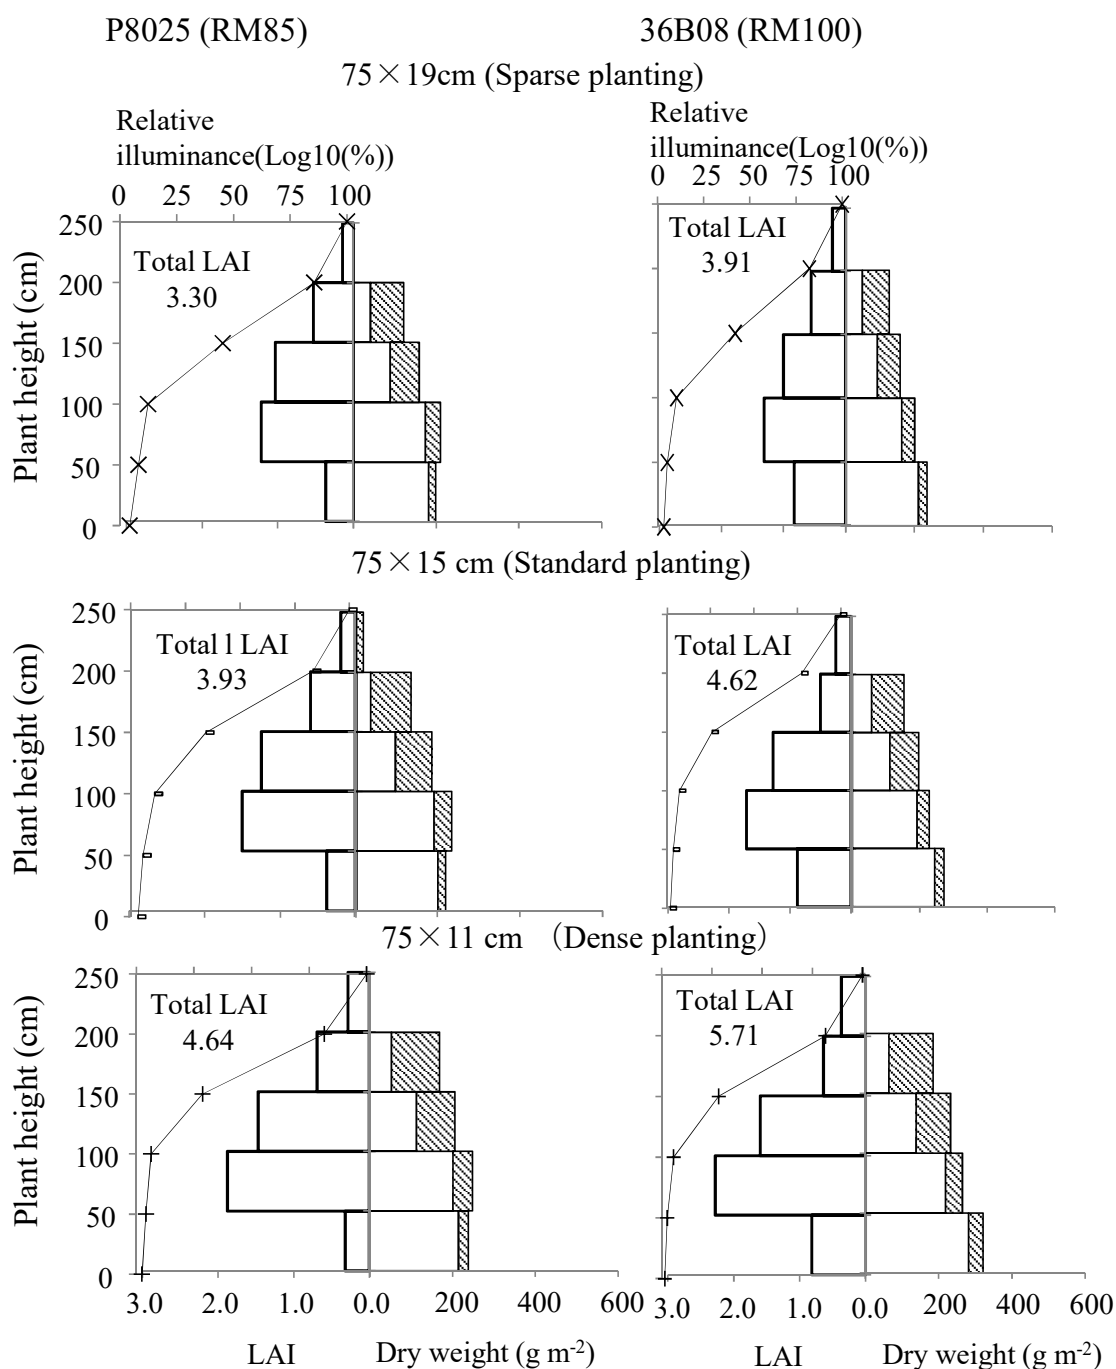 P8025 (RM85) 36B08 (RM100)
75×19cm (Sparse planting)
Relative
illuminance(Log10(%))
0 25 50 75 100
Relative
illuminance(Log10(%))
0 25 50 75 100
Plant height (cm)
250
200
150
100
50
0
Total LAI
3.30
Total LAI
3.91
75×15 cm (Standard planting)
Plant height (cm)
250
200
150
100
50
0
Total l LAI
3.93
Total LAI
4.62
75×11 cm （Dense planting）
Plant height (cm)
250
200
150
100
50
0
Total LAI
4.64
Total LAI
5.71
3.0 2.0 1.0 0.0 200 400 600
3.0 2.0 1.0 0.0 200 400 600
LAI Dry weight (g m-2)
LAI Dry weight (g m-2)